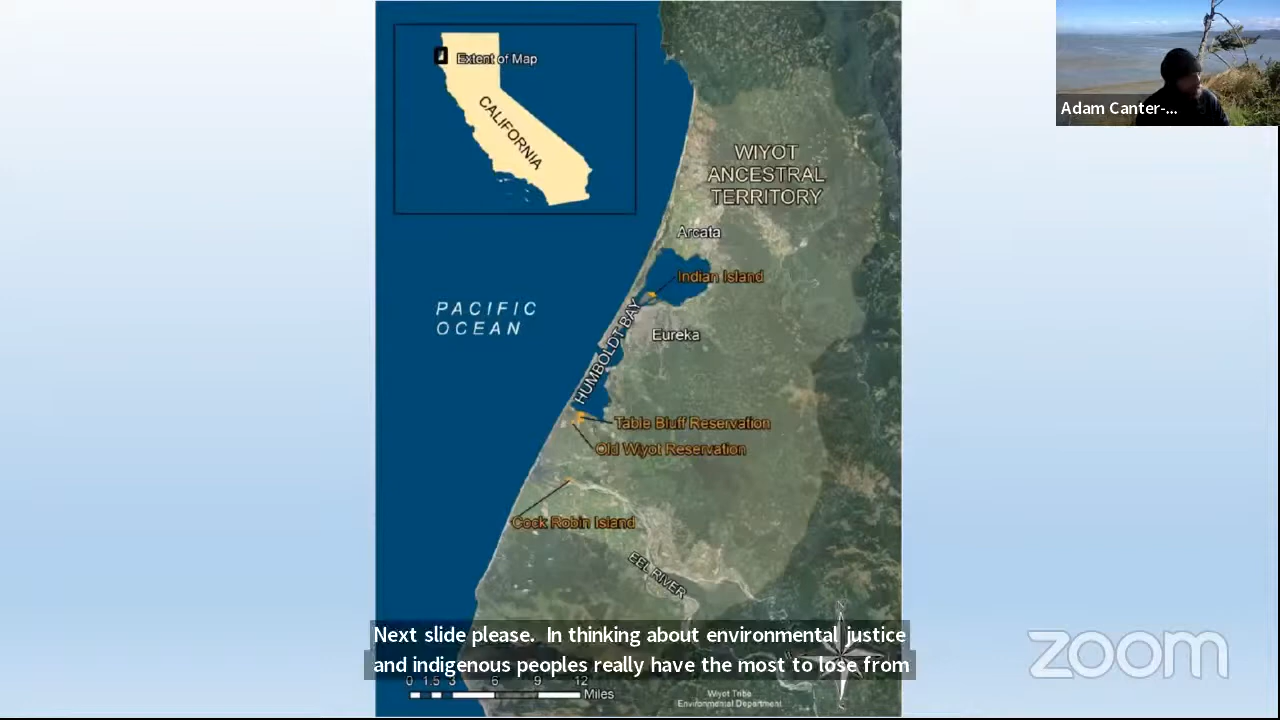 Extent of Map
CALIFORNIA
Adam Canter-...
WIYOT
ANCESTRAL
TERRITORY
Arcata
Indian Island
PACIFIC
OCEAN
HUMBOLDT BAY
Eureka
Table Bluff Reservation
Old Wiyot Reservation
Cock Robin Island
EEL RIVER
N
Next slide please. In thinking about environmental justice
and indigenous peoples really have the most to lose from
zoom
0 1.5 3 6 9 12
Miles
Wiyot Tribe
Environmental Department